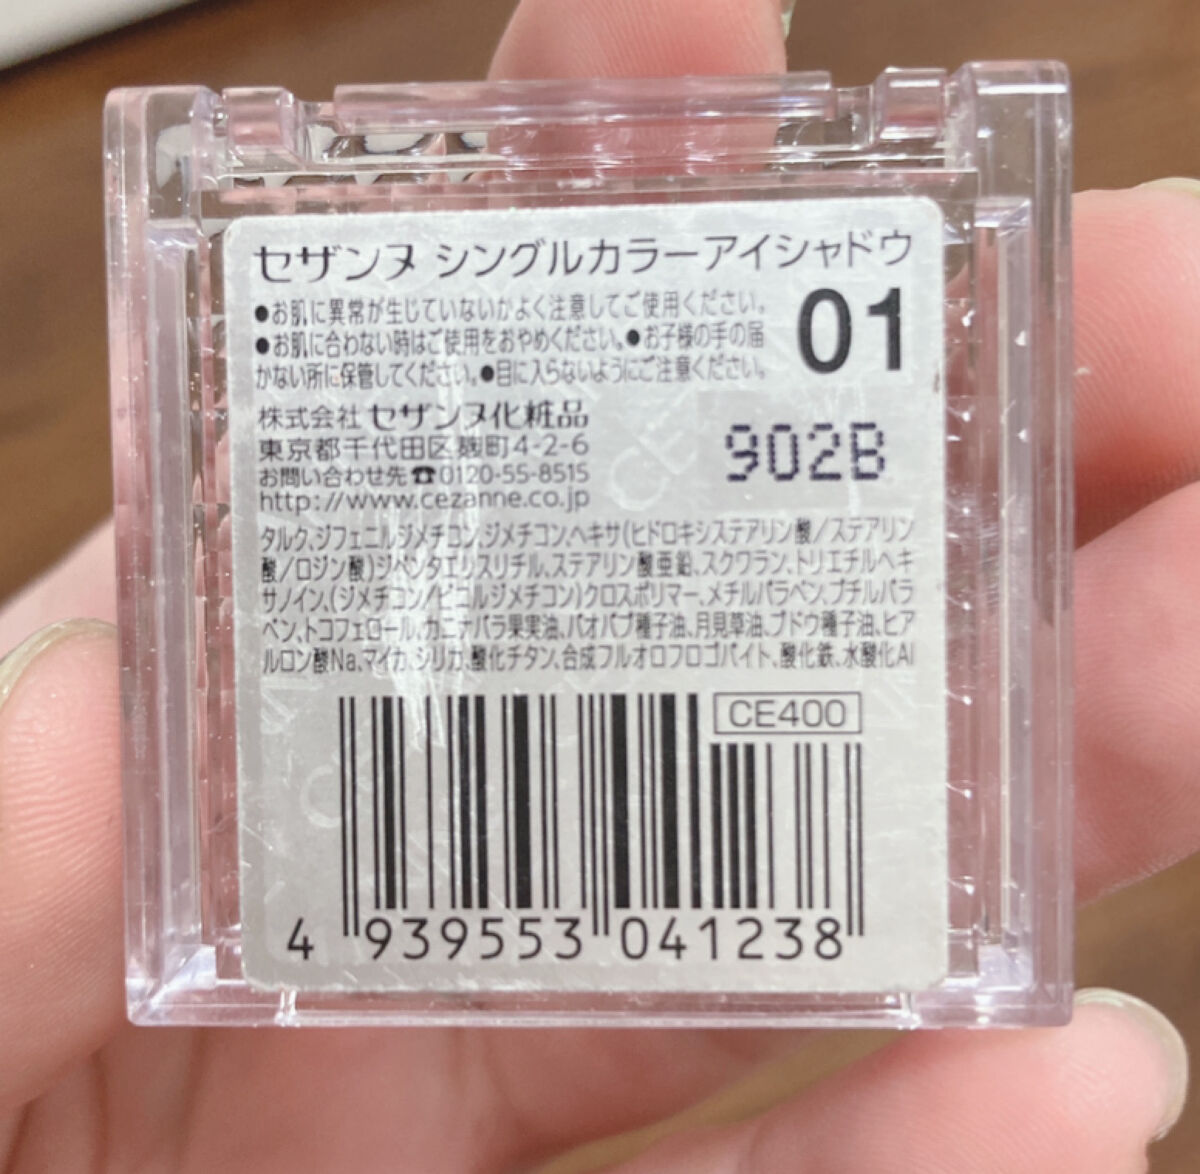 セザンヌ シングルカラーアイシャドウ
●お肌に異常が生じていないかよく注意してご使用ください。
●お肌に合わない時はご使用をおやめください。●お子様の手の届
かない所に保管してください。●目に入らないようにご注意ください。
01
株式会社 セザンヌ化粧品
東京都千代田区麹町4-2-6
お問い合わせ先☎0120-55-8515
http://www.cezanne.co.jp
902B
タルク、ジフェニルジメチコン、ジメチコン、ヘキサ(ヒドロキシステアリン酸/ステアリン
酸/ロジン酸)ジペンタエリスリチル、ステアリン酸亜鉛、スクワラン、トリエチルヘキ
サノイン、(ジメチコン/ビニルジメチコン)クロスポリマー、メチルパラベン、ブチルパラ
ベン、トコフェロール、カニナバラ果実油、バオバブ種子油、月見草油、ブドウ種子油、ヒア
ルロン酸Na、マイカ、シリカ、酸化チタン、合成フルオロフロゴパイト、酸化鉄、水酸化Al
CE400
4 939553 041238